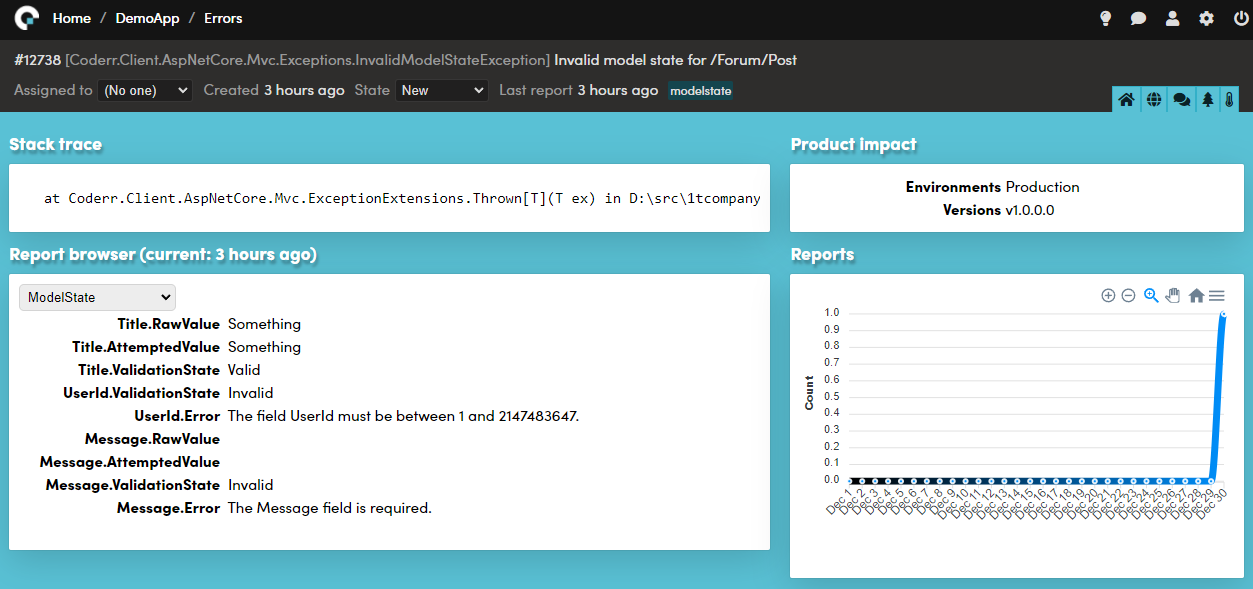 Home / DemoApp / Errors
#12738 [Coderr.Client.AspNetCore.Mvc.Exceptions.InvalidModelStateException] Invalid model state for /Forum/Post
Assigned to (No one) Created 3 hours ago State New Last report 3 hours ago modelstate
Stack trace
at Coderr.Client.AspNetCore.Mvc.ExceptionExtensions.Thrown[T](T ex) in D:\src\1tcompany
Product impact
Environments Production
Versions v1.0.0.0
Report browser (current: 3 hours ago)
ModelState
Title.RawValue Something
Title.AttemptedValue Something
Title.ValidationState Valid
UserId.ValidationState Invalid
UserId.Error The field UserId must be between 1 and 2147483647.
Message.RawValue
Message.AttemptedValue
Message.ValidationState Invalid
Message.Error The Message field is required.
Reports
1.0
0.9
0.8
0.7
0.6
0.5
0.4
0.3
0.2
0.1
0.0
Count
Dec 1
Dec 2
Dec 3
Dec 4
Dec 5
Dec 6
Dec 7
Dec 8
Dec 9
Dec 10
Dec 11
Dec 12
Dec 13
Dec 14
Dec 15
Dec 16
Dec 17
Dec 18
Dec 19
Dec 20
Dec 21
Dec 22
Dec 23
Dec 24
Dec 25
Dec 26
Dec 27
Dec 28
Dec 29
Dec 30